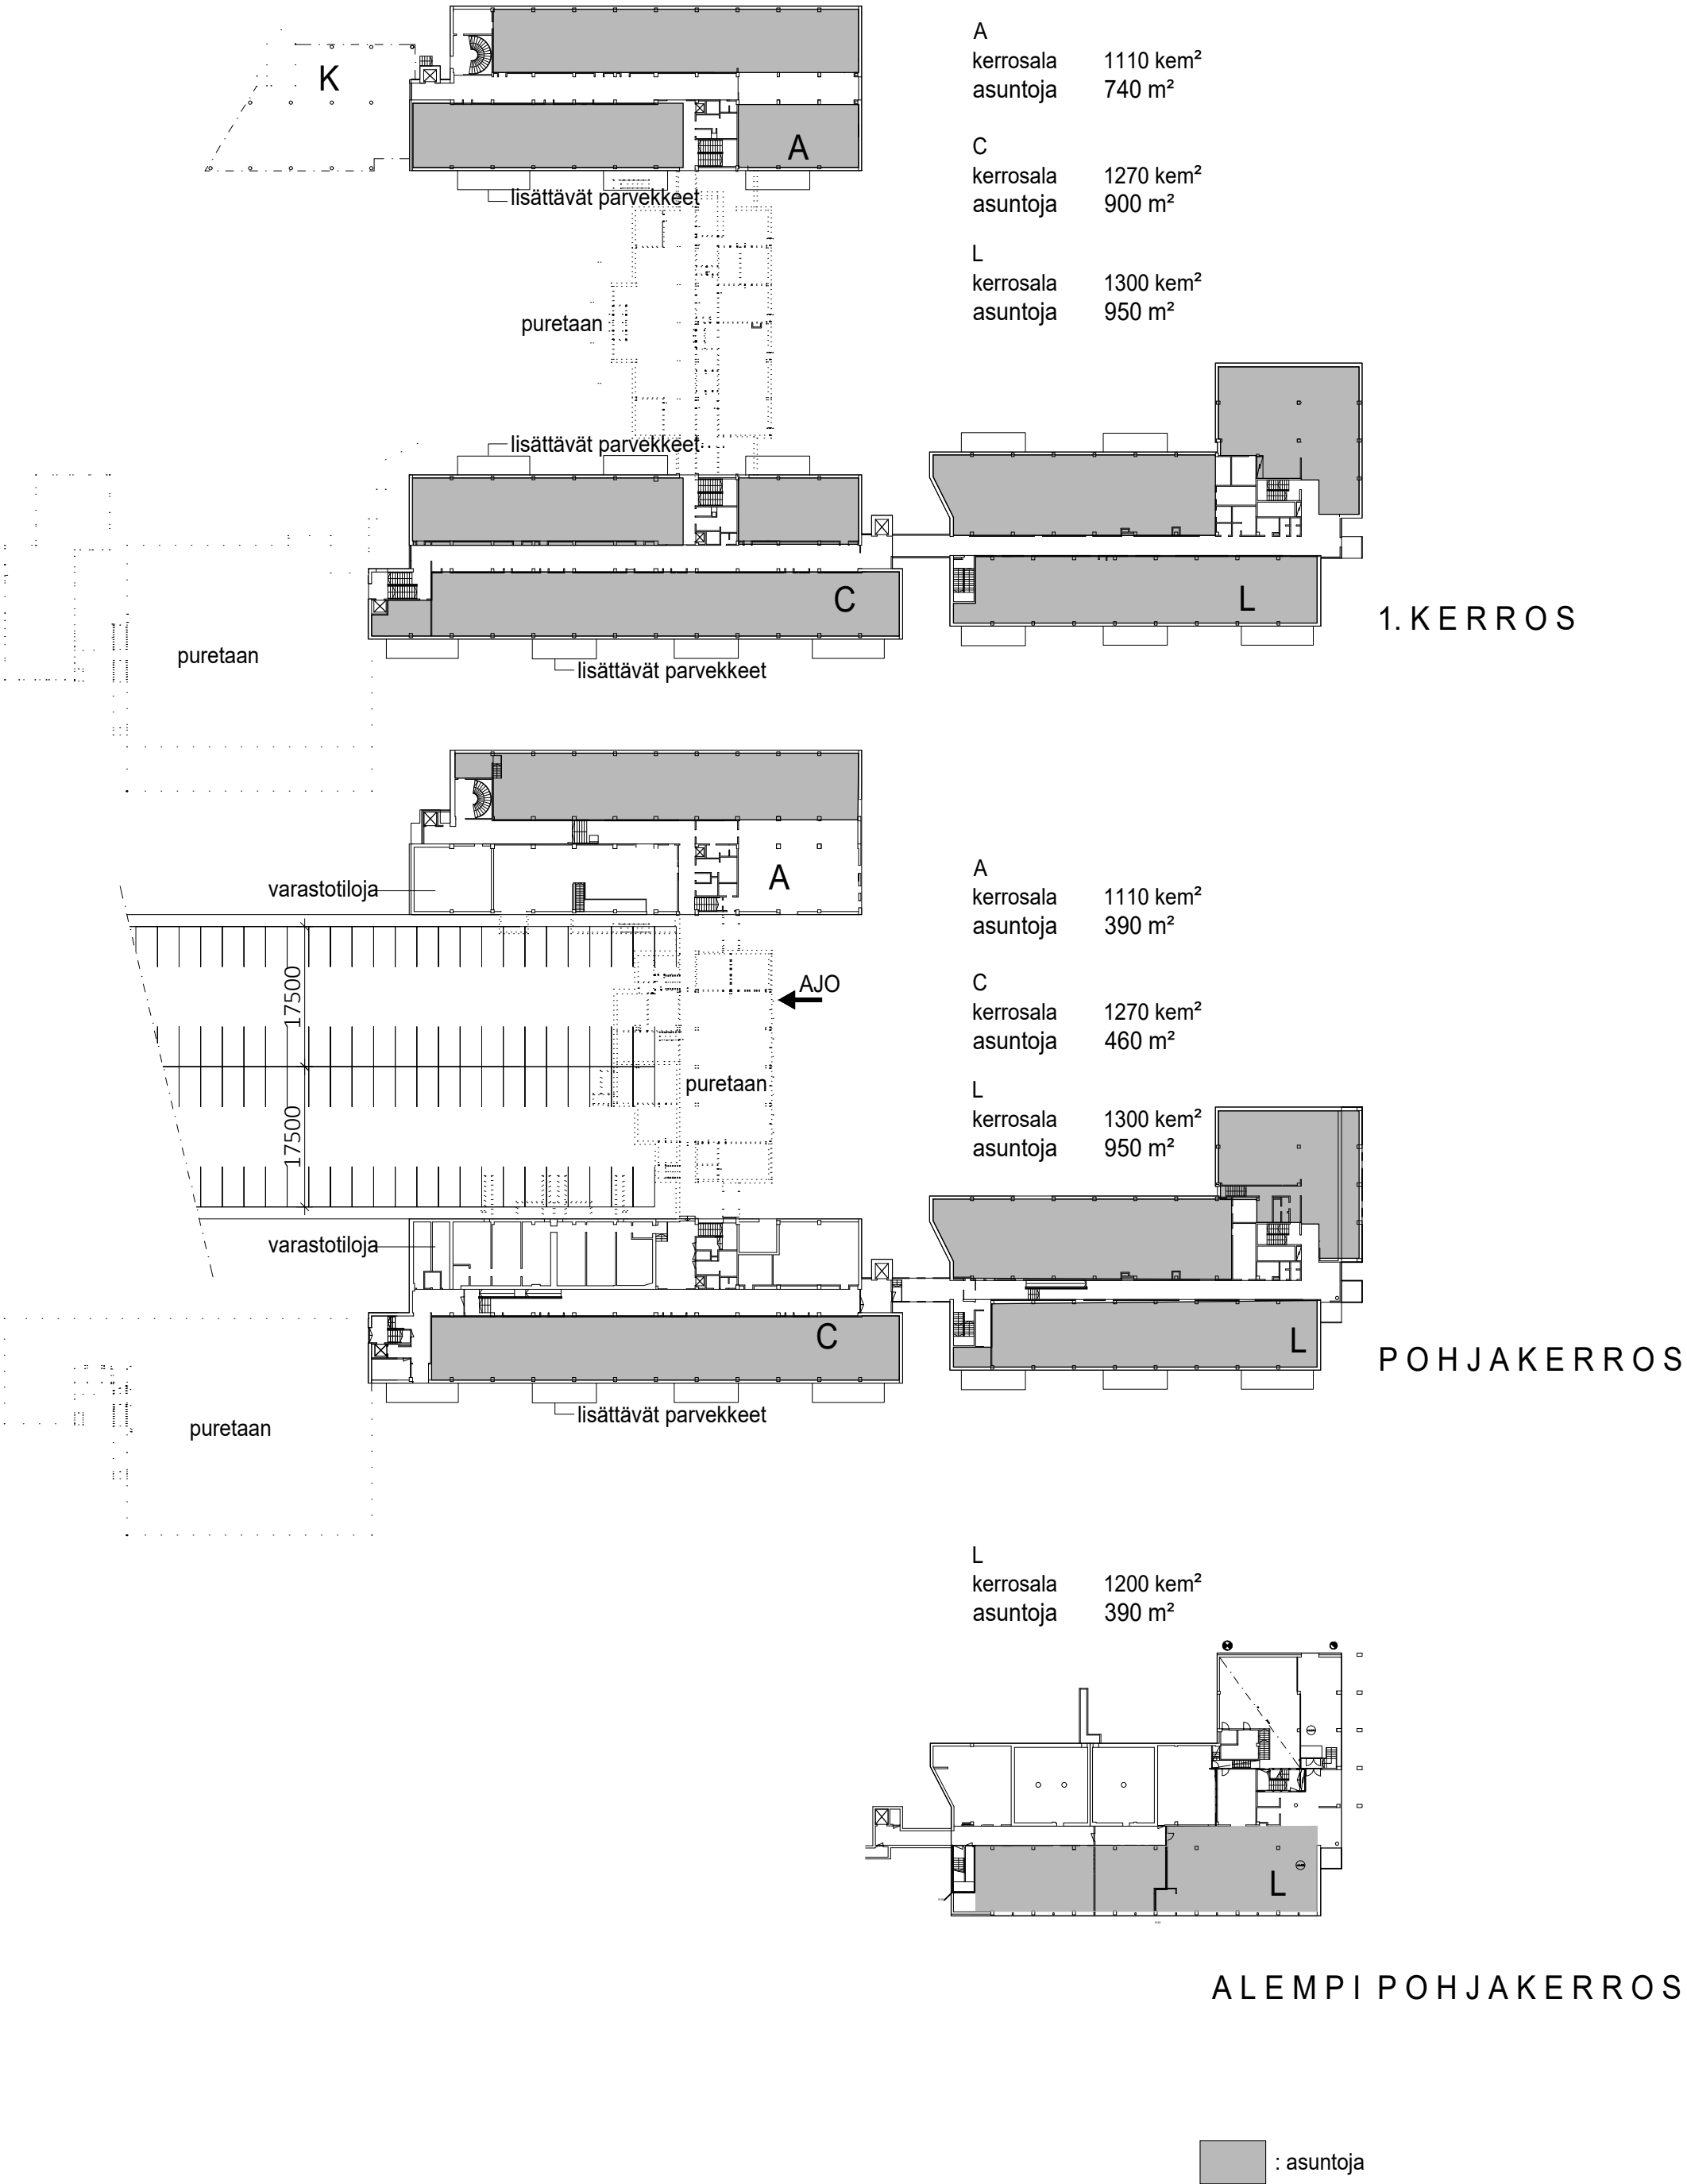 K
A
lisättävät parvekkeet
A
kerrosala 1110 kem²
asuntoja 740 m²
C
kerrosala 1270 kem²
asuntoja 900 m²
L
kerrosala 1300 kem²
asuntoja 950 m²
puretaan
lisättävät parvekkeet
C
L
1. KERROS
puretaan
lisättävät parvekkeet
varastotiloja
A
A
kerrosala 1110 kem²
asuntoja 390 m²
C
kerrosala 1270 kem²
asuntoja 460 m²
L
kerrosala 1300 kem²
asuntoja 950 m²
17500
AJO
puretaan
17500
varastotiloja
C
L
POHJAKERROS
lisättävät parvekkeet
puretaan
L
kerrosala 1200 kem²
asuntoja 390 m²
L
ALEMPI POHJAKERROS
: asuntoja